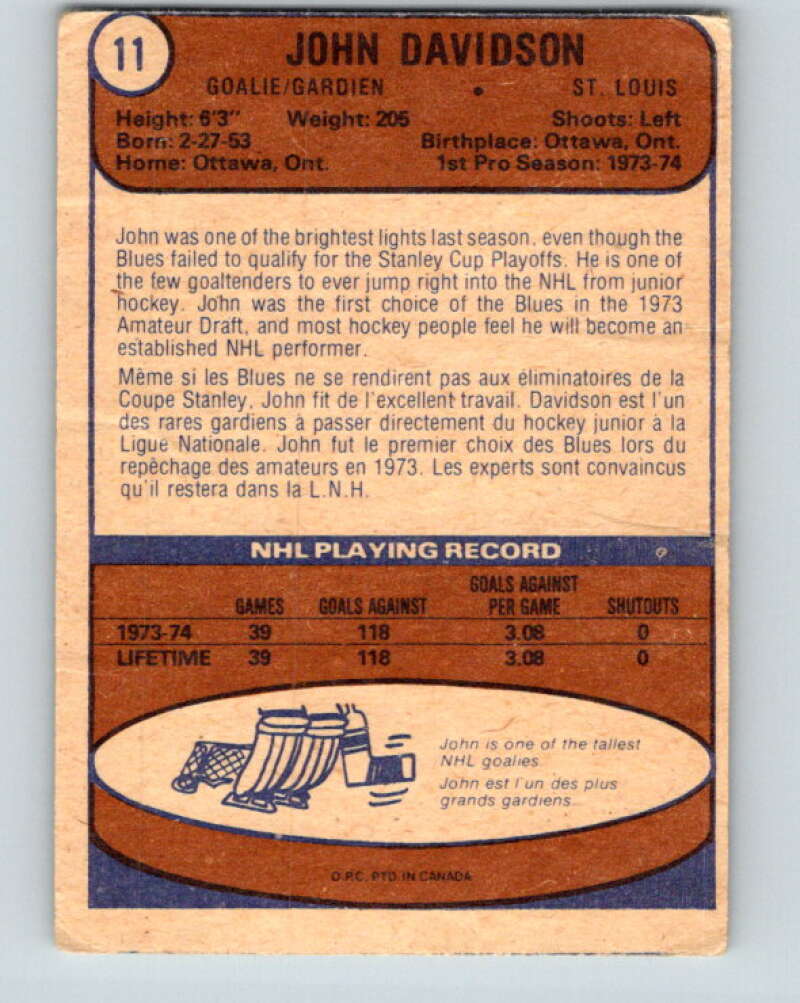 11
JOHN DAVIDSON
GOALIE/GARDIEN • ST. LOUIS
Height: 6'3" Weight: 205 Shoots: Left
Born: 2-27-53 Birthplace: Ottawa, Ont.
Home: Ottawa, Ont. 1st Pro Season: 1973-74
John was one of the brightest lights last season, even though the
Blues failed to qualify for the Stanley Cup Playoffs. He is one of
the few goaltenders to ever jump right into the NHL from junior
hockey. John was the first choice of the Blues in the 1973
Amateur Draft, and most hockey people feel he will become an
established NHL performer.
Même si les Blues ne se rendirent pas aux éliminatoires de la
Coupe Stanley, John fit de l'excellent travail. Davidson est l'un
des rares gardiens à passer directement du hockey junior à la
Ligue Nationale. John fut le premier choix des Blues lors du
repêchage des amateurs en 1973. Les experts sont convaincus
qu'il restera dans la L.N.H.
NHL PLAYING RECORD
GAMES GOALS AGAINST GOALS AGAINST PER GAME SHUTOUTS
1973-74 39 118 3.08 0
LIFETIME 39 118 3.08 0
John is one of the tallest
NHL goalies.
John est l'un des plus
grands gardiens.
O.P.C. PTD. IN CANADA